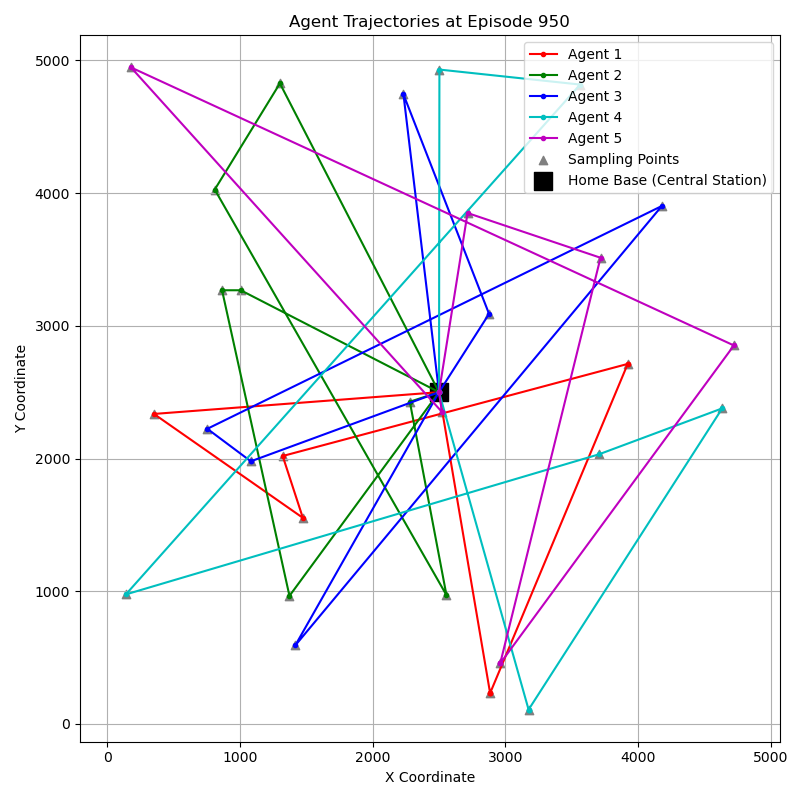 Agent Trajectories at Episode 950
Agent 1
Agent 2
Agent 3
Agent 4
Agent 5
Sampling Points
Home Base (Central Station)
Y Coordinate
5000
4000
3000
2000
1000
0
0 1000 2000 3000 4000 5000
X Coordinate